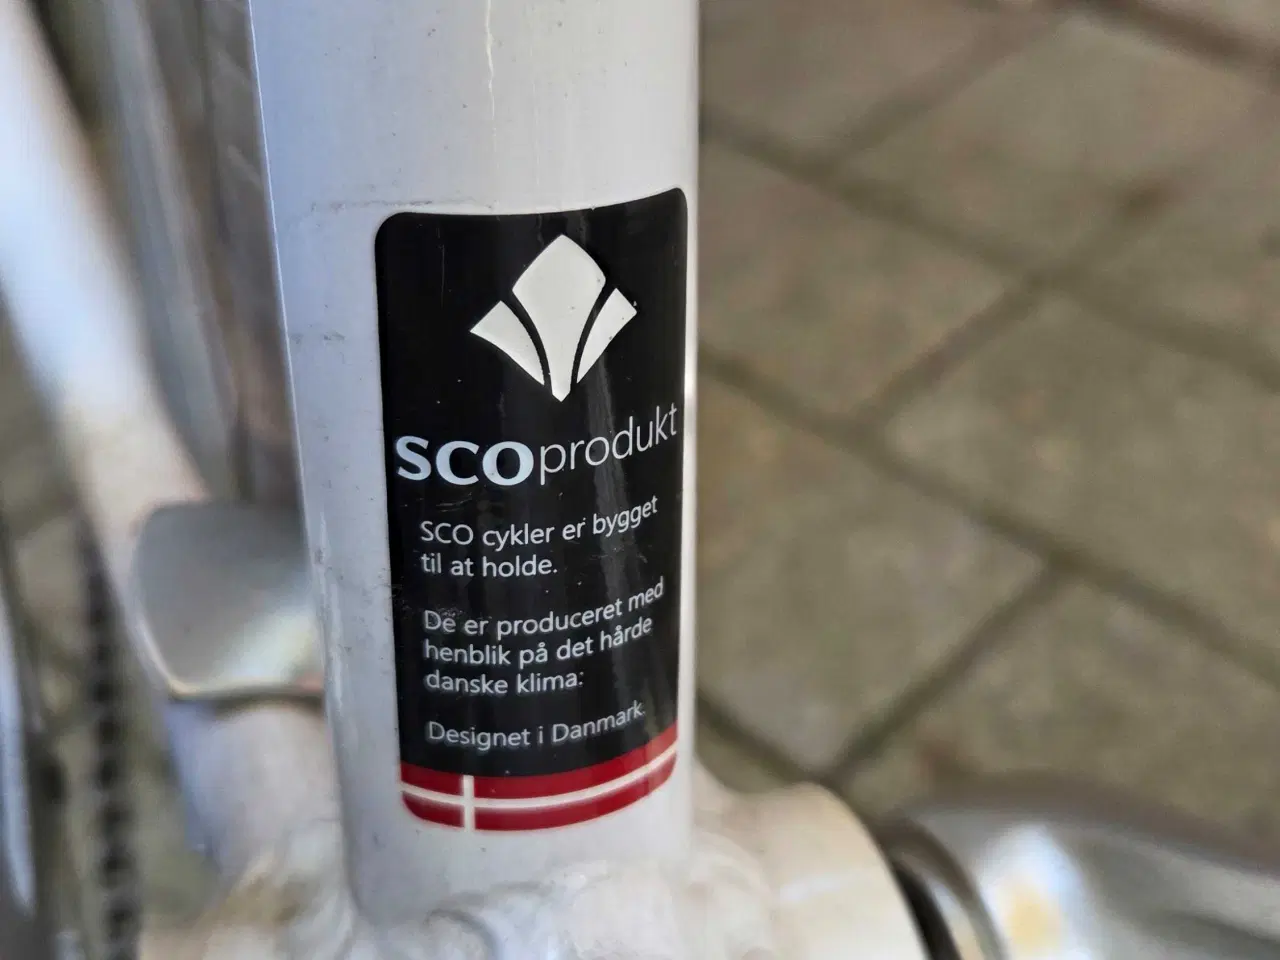 SCOprodukt
SCO cykler er bygget
til at holde.
De er produceret med
henblik på det hårde
danske klima.
Designet i Danmark.